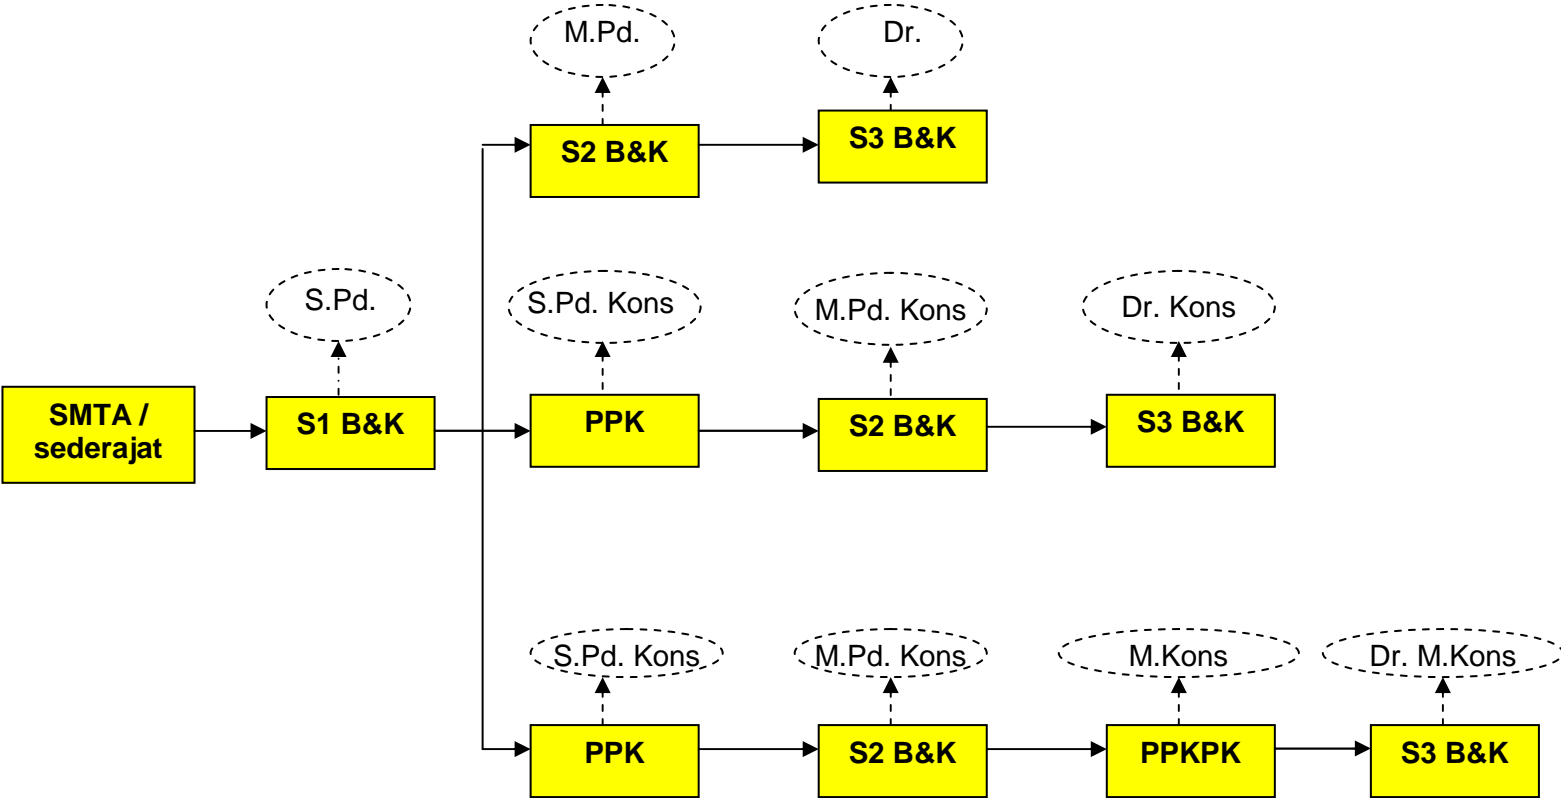 M.Pd.
Dr.
S2 B&K
S3 B&K
S.Pd.
S.Pd. Kons
M.Pd. Kons
Dr. Kons
SMTA /
sederajat
S1 B&K
PPK
S2 B&K
S3 B&K
S.Pd. Kons
M.Pd. Kons
M.Kons
Dr. M.Kons
PPK
S2 B&K
PPKPK
S3 B&K